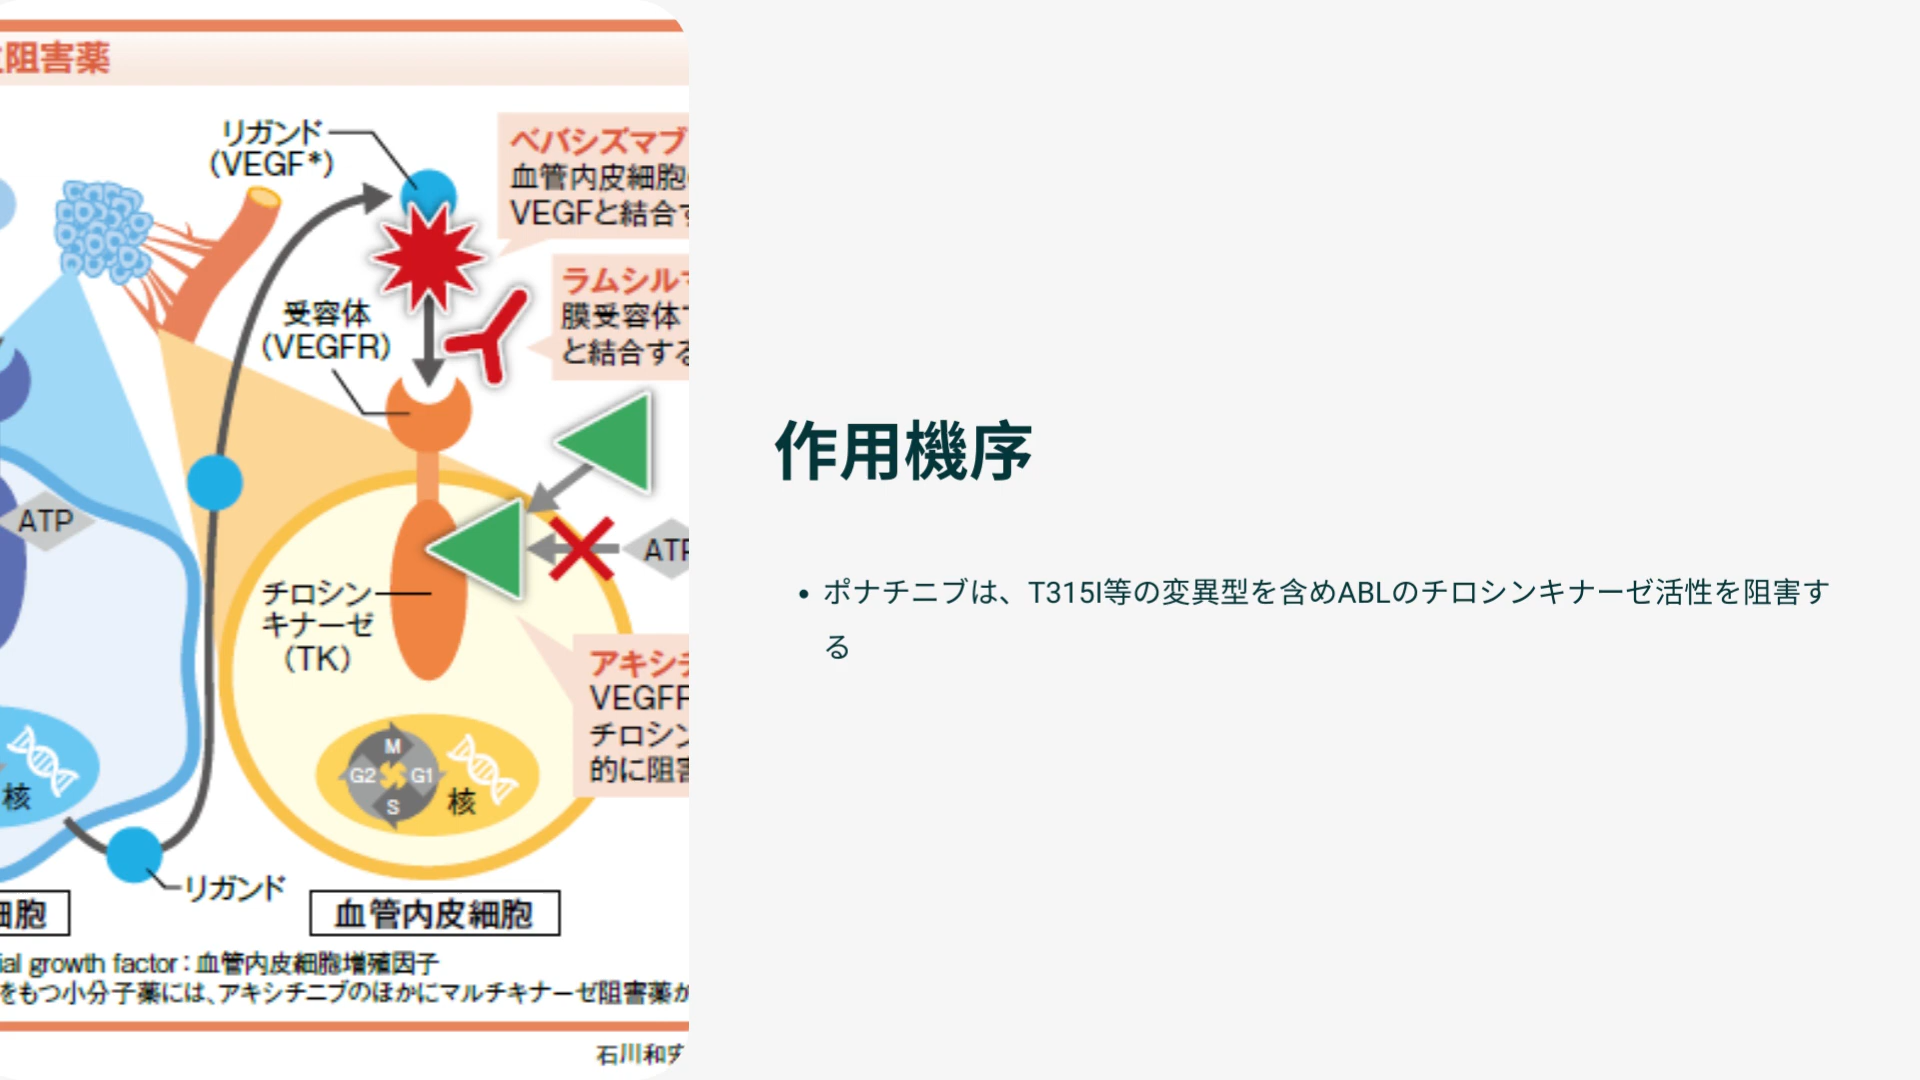 阻害薬
リガンド
(VEGF*)
ベバシズマブ
血管内皮細胞
VEGFと結合す
ラムシル
膜受容体
と結合する
受容体
(VEGFR)
ATP
ATP
チロシン
キナーゼ
(TK)
アキシチ
VEGFR
チロシン
的に阻害
M
G2
G1
S
核
核
リガンド
細胞
血管内皮細胞
ial growth factor：血管内皮細胞増殖因子
をもつ小分子薬には、アキシチニブのほかにマルチキナーゼ阻害薬が
石川和
作用機序
• ポナチニブは、T315I等の変異型を含めABLのチロシンキナーゼ活性を阻害す
る